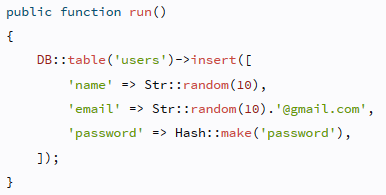 public function run()
{
    DB::table('users')->insert([
        'name' => Str::random(10),
        'email' => Str::random(10).'@gmail.com',
        'password' => Hash::make('password'),
    ]);
}